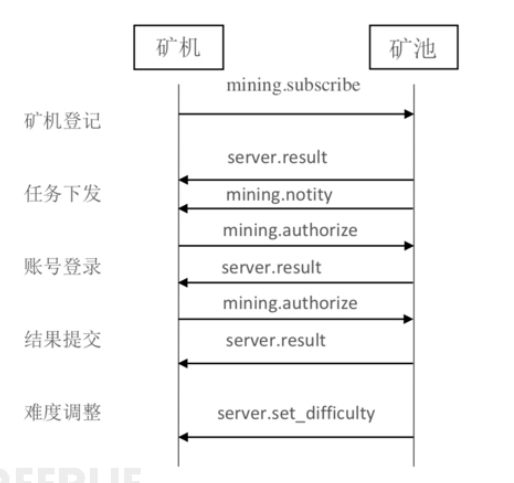 矿机 矿池
mining.subscribe
矿机登记
server.result
任务下发 mining.notity
mining.authorize
账号登录 server.result
mining.authorize
结果提交 server.result
难度调整 server.set_difficulty